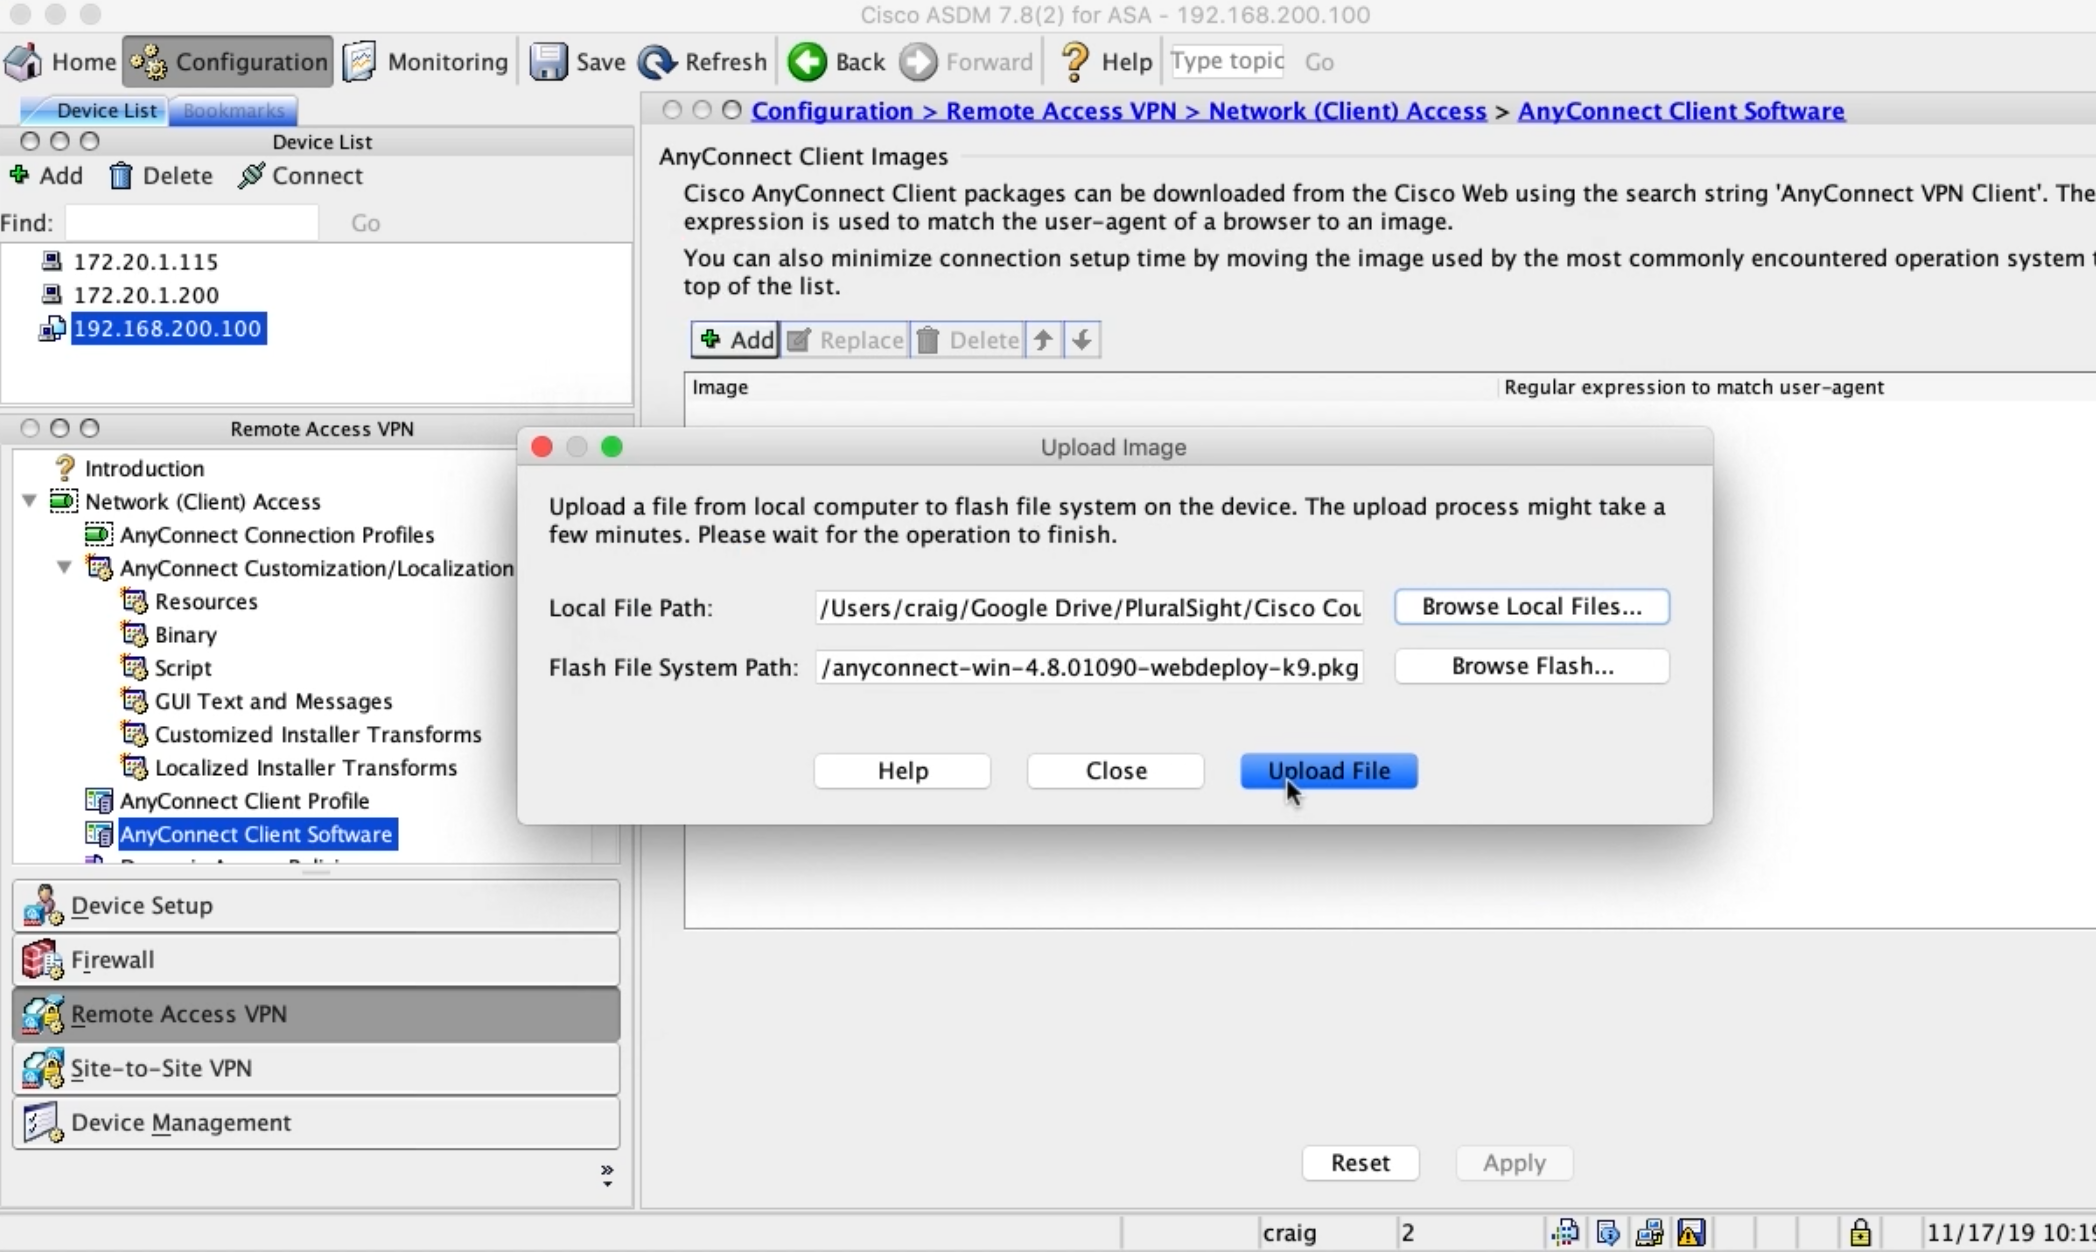 Cisco ASDM 7.8(2) for ASA - 192.168.200.100
Home Configuration Monitoring Save Refresh Back Forward Help Type topic Go
Device List Bookmarks
Device List
Add Delete Connect
Find: Go
172.20.1.115
172.20.1.200
192.168.200.100
Remote Access VPN
Introduction
Network (Client) Access
AnyConnect Connection Profiles
AnyConnect Customization/Localization
Resources
Binary
Script
GUI Text and Messages
Customized Installer Transforms
Localized Installer Transforms
AnyConnect Client Profile
AnyConnect Client Software
Device Setup
Firewall
Remote Access VPN
Site-to-Site VPN
Device Management
Configuration > Remote Access VPN > Network (Client) Access > AnyConnect Client Software
AnyConnect Client Images
Cisco AnyConnect Client packages can be downloaded from the Cisco Web using the search string 'AnyConnect VPN Client'. The
expression is used to match the user-agent of a browser to an image.
You can also minimize connection setup time by moving the image used by the most commonly encountered operation system
top of the list.
Add Replace Delete
Image Regular expression to match user-agent
Upload Image
Upload a file from local computer to flash file system on the device. The upload process might take a
few minutes. Please wait for the operation to finish.
Local File Path: /Users/craig/Google Drive/PluralSight/Cisco Cou Browse Local Files...
Flash File System Path: /anyconnect-win-4.8.01090-webdeploy-k9.pkg Browse Flash...
Help Close Upload File
Reset Apply
craig 2 11/17/19 10:19